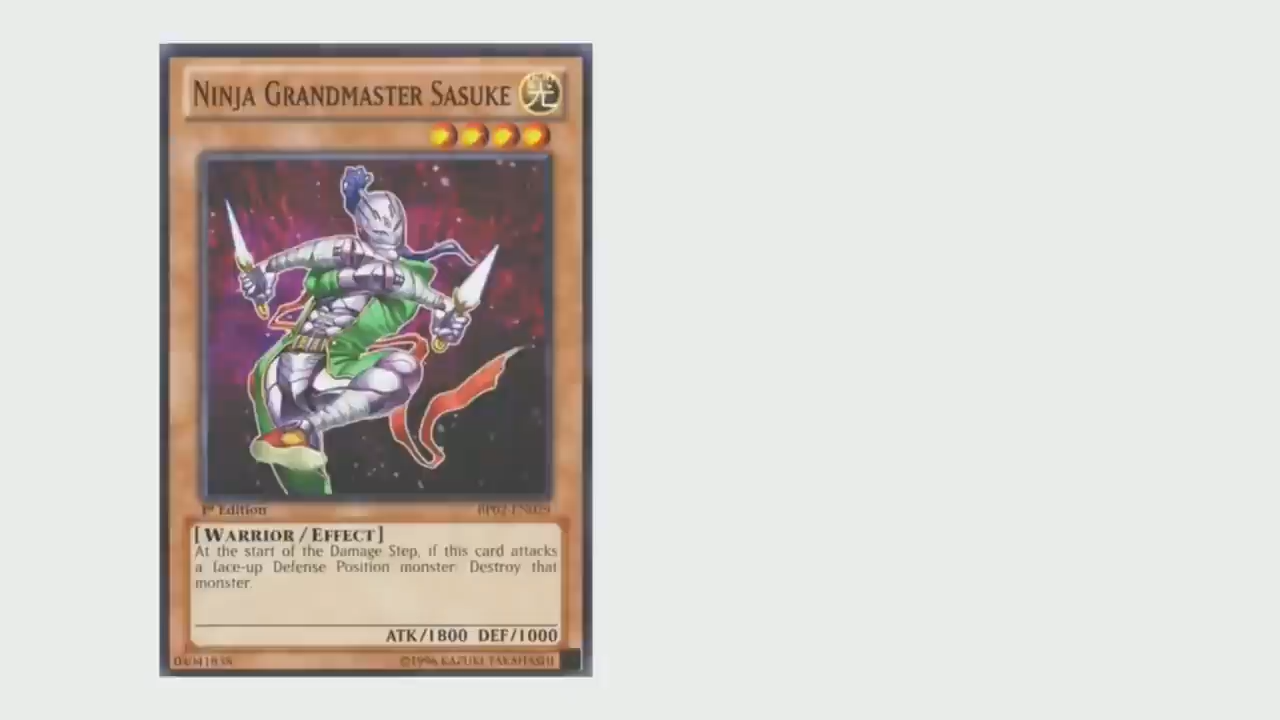 NINJA GRANDMASTER SASUKE 光
1st Edition
[WARRIOR/EFFECT]
At the start of the Damage Step, if this card attacks
a face-up Defense Position monster: Destroy that
monster.
ATK/1800 DEF/1000
©1996 KAZUKI TAKAHASHI